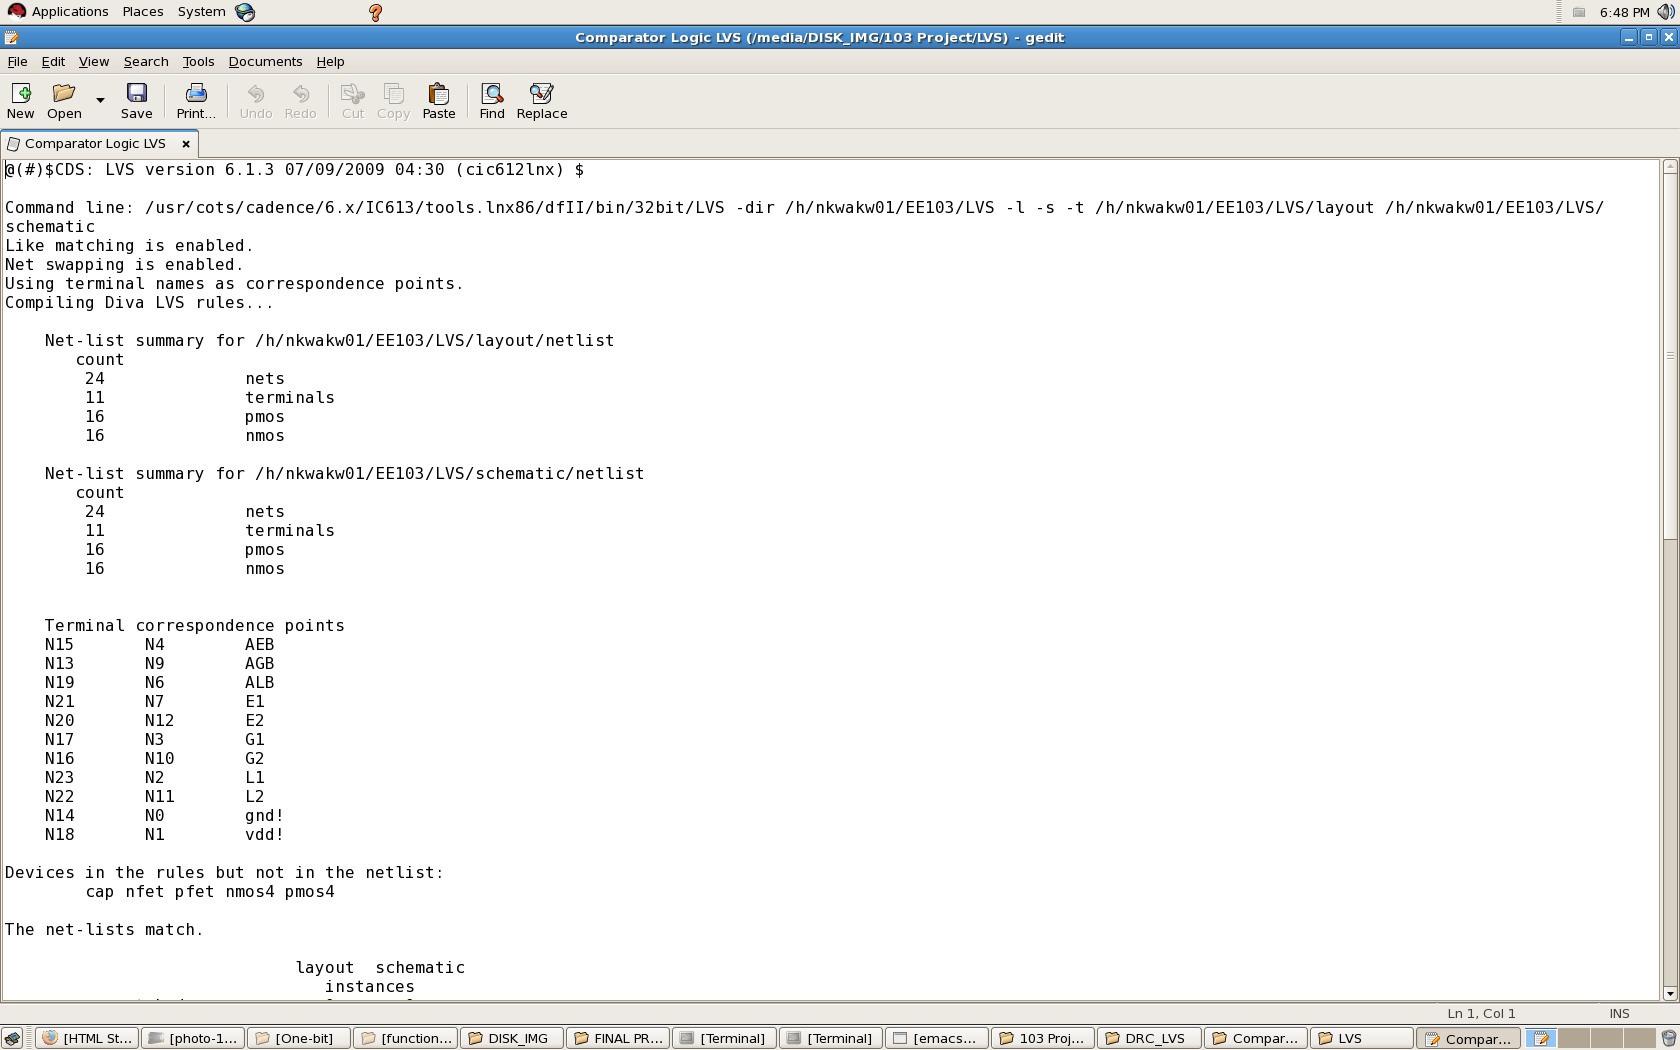 Applications Places System 6:48 PM
Comparator Logic LVS (/media/DISK_IMG/103 Project/LVS) - gedit
File Edit View Search Tools Documents Help
New Open Save Print... Undo Redo Cut Copy Paste Find Replace
Comparator Logic LVS
@(#)$CDS: LVS version 6.1.3 07/09/2009 04:30 (cic612lnx) $
Command line: /usr/cots/cadence/6.x/IC613/tools.lnx86/dfII/bin/32bit/LVS -dir /h/nkwakw01/EE103/LVS -l -s -t /h/nkwakw01/EE103/LVS/layout /h/nkwakw01/EE103/LVS/
schematic
Like matching is enabled.
Net swapping is enabled.
Using terminal names as correspondence points.
Compiling Diva LVS rules...
Net-list summary for /h/nkwakw01/EE103/LVS/layout/netlist
count
24 nets
11 terminals
16 pmos
16 nmos
Net-list summary for /h/nkwakw01/EE103/LVS/schematic/netlist
count
24 nets
11 terminals
16 pmos
16 nmos
Terminal correspondence points
N15 N4 AEB
N13 N9 AGB
N19 N6 ALB
N21 N7 E1
N20 N12 E2
N17 N3 G1
N16 N10 G2
N23 N2 L1
N22 N11 L2
N14 N0 gnd!
N18 N1 vdd!
Devices in the rules but not in the netlist:
cap nfet pfet nmos4 pmos4
The net-lists match.
layout schematic
instances
Ln 1, Col 1 INS
[HTML St... [photo-1... [One-bit] [function... DISK_IMG FINAL PR... [Terminal] [Terminal] [emacs... 103 Proj... DRC_LVS Compar... LVS Compar...